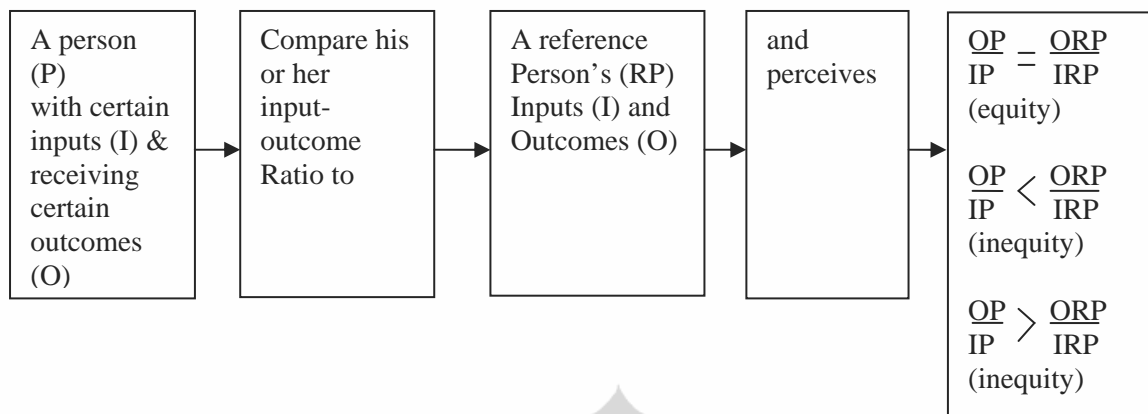 A person
(P)
with certain
inputs (I) &
receiving
certain
outcomes
(O)
Compare his
or her
input-
outcome
Ratio to
A reference
Person's (RP)
Inputs (I) and
Outcomes (O)
and
perceives
OP = ORP
IP IRP
(equity)
OP < ORP
IP IRP
(inequity)
OP > ORP
IP IRP
(inequity)